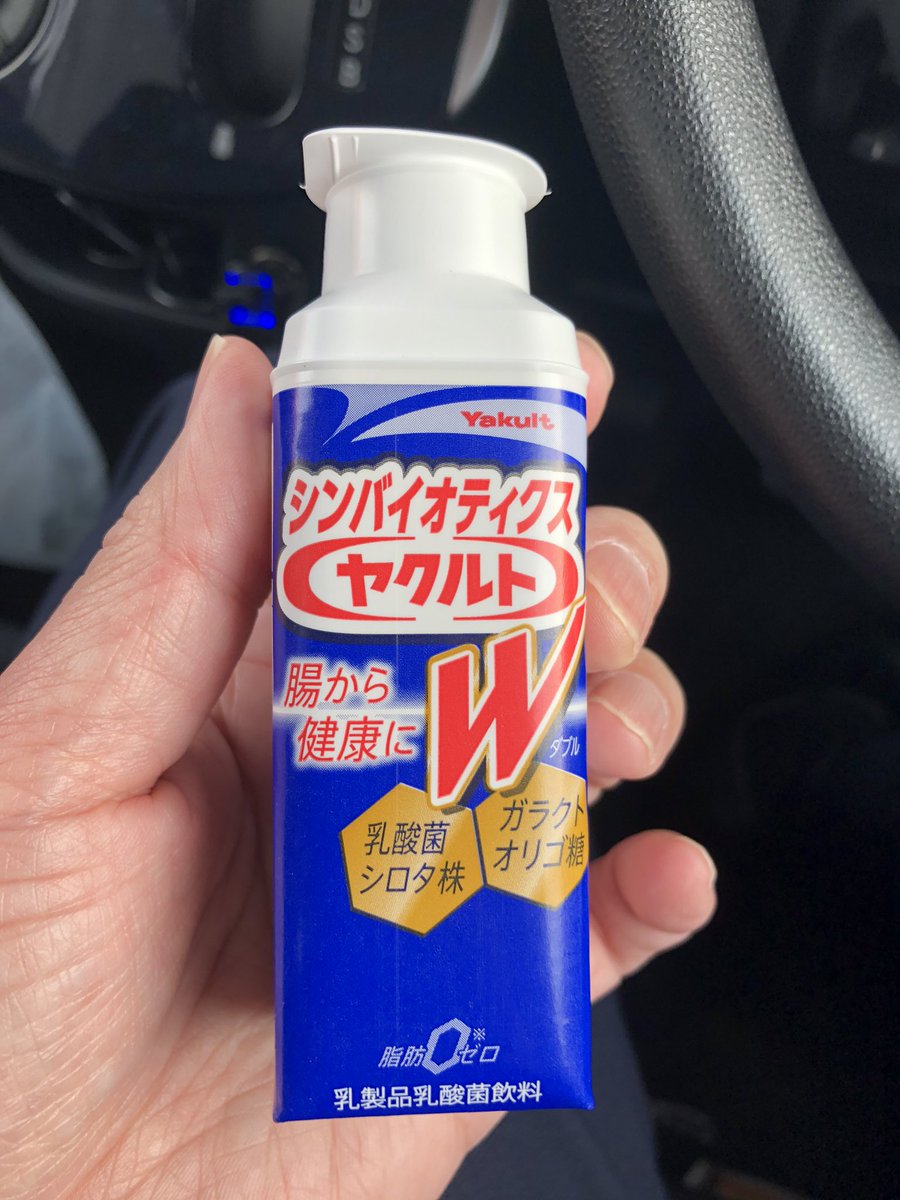 Yakult
シンバイオティクス
ヤクルト
W
ダブル
腸から
健康に
乳酸菌
シロタ株
ガラクト
オリゴ糖
脂肪0ゼロ※
乳製品乳酸菌飲料